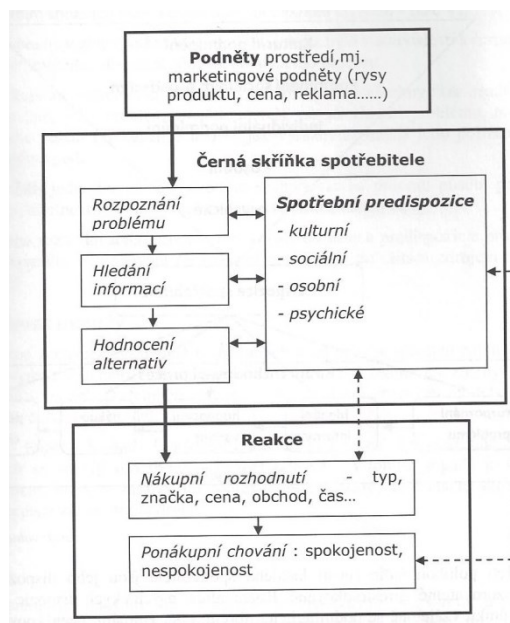 Podněty prostředí,mj.
marketingové podněty (rysy
produktu, cena, reklama......)
Černá skříňka spotřebitele
Rozpoznání
problému
Hledání
informací
Hodnocení
alternativ
Spotřební predispozice
- kulturní
- sociální
- osobní
- psychické
Reakce
Nákupní rozhodnutí - typ,
značka, cena, obchod, čas...
Ponákupní chování : spokojenost,
nespokojenost